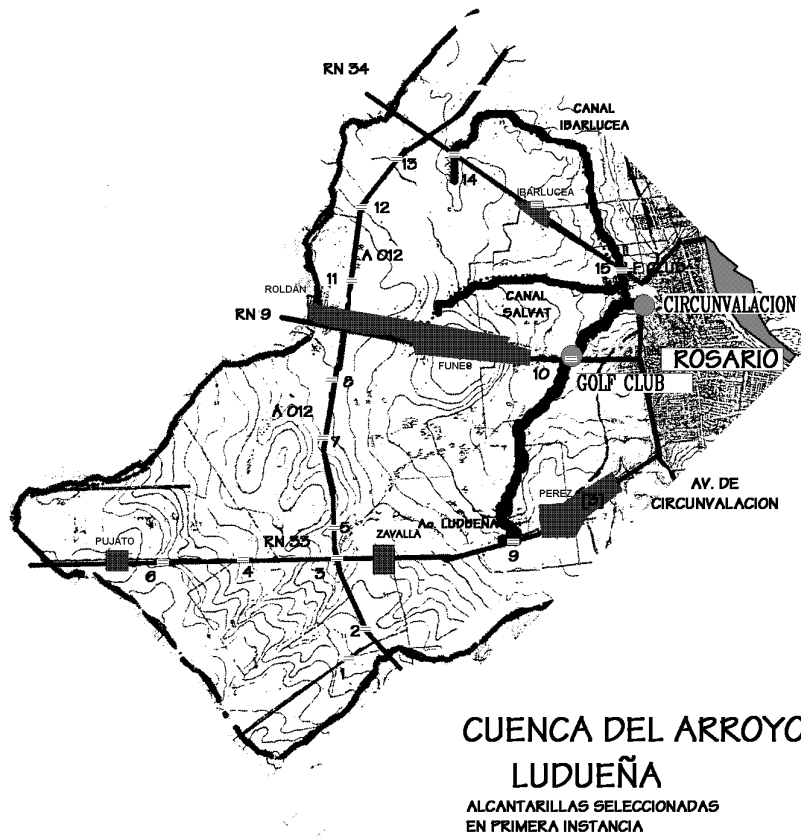 RN 34
CANAL
IBARLUCEA
13
14
IBARLUCEA
12
A 012
11
15
ROLDÁN
CANAL
SALVAT
CIRCUNVALACION
RN 9
FUNES
10
ROSARIO
GOLF CLUB
8
A 012
7
AV. DE
CIRCUNVALACION
PEREZ
Aº. LUDUEÑA
5
ZAVALLA
RN 33
PUJATO
9
6
4
3
2
1
CUENCA DEL ARROYO
LUDUEÑA
ALCANTARILLAS SELECCIONADAS
EN PRIMERA INSTANCIA